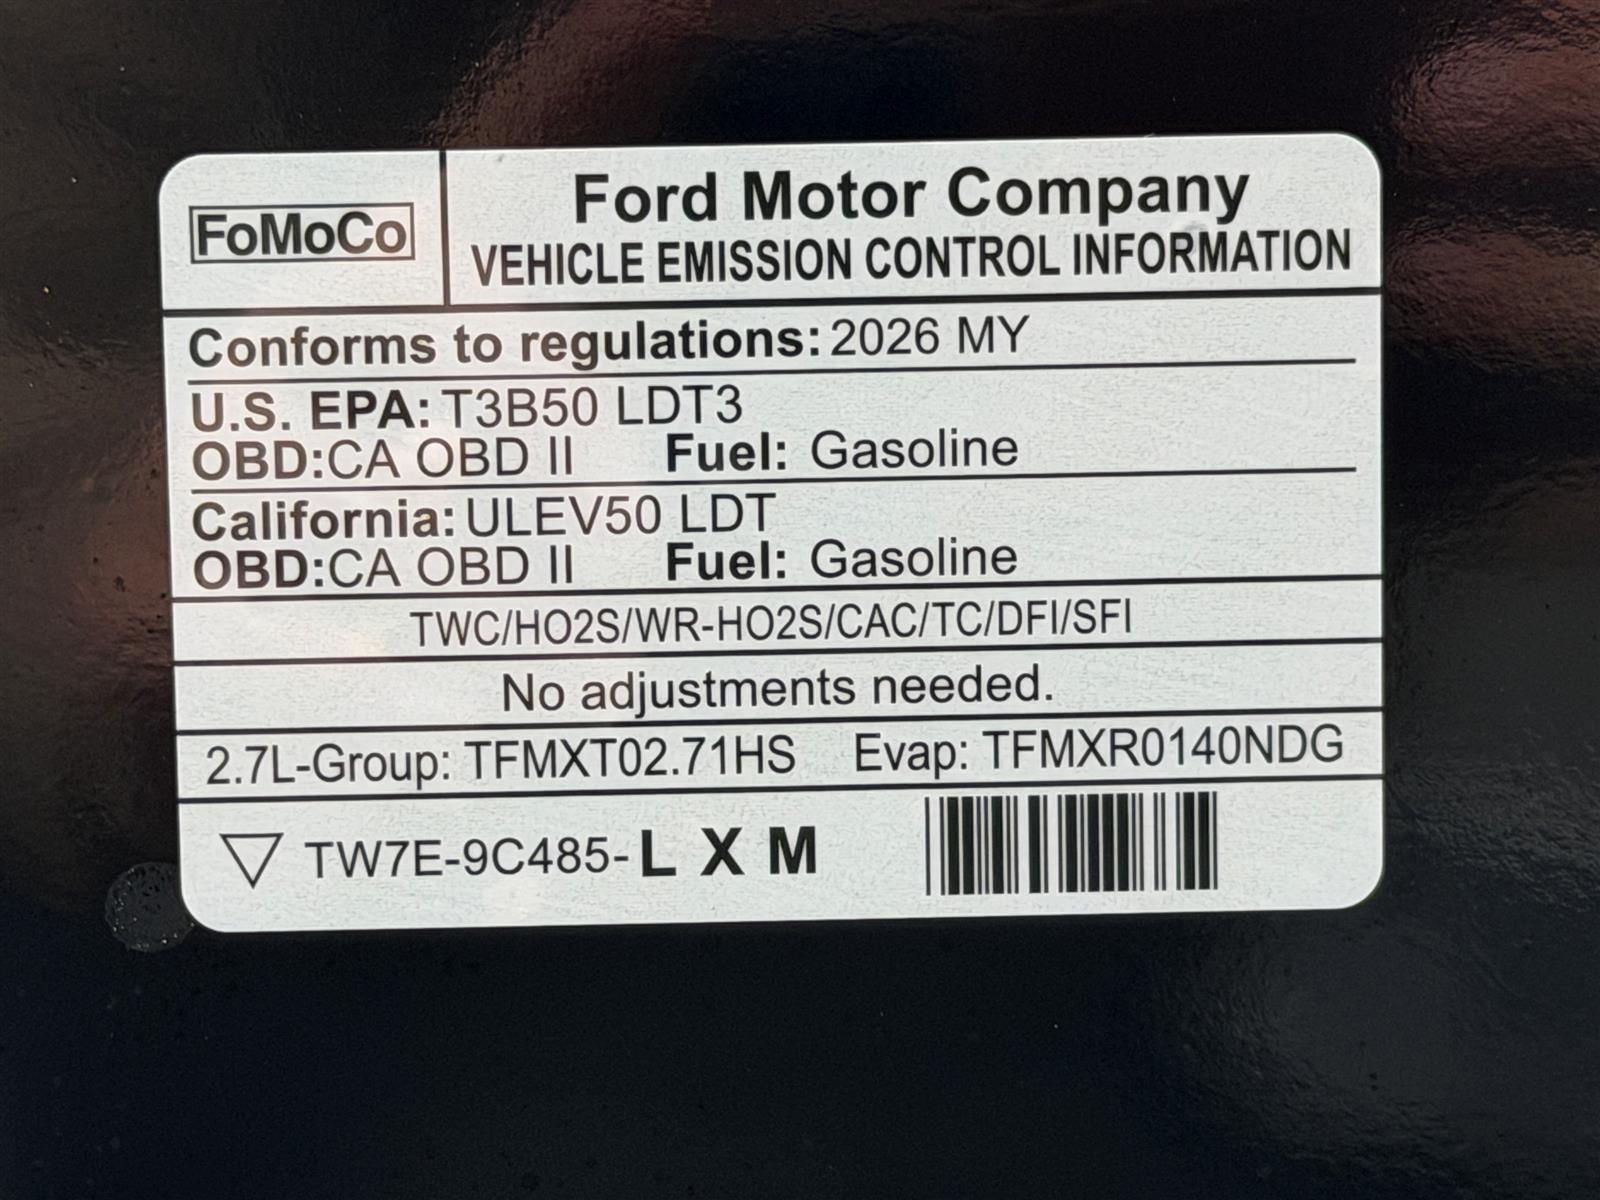 FoMoCo
Ford Motor Company
VEHICLE EMISSION CONTROL INFORMATION
Conforms to regulations: 2026 MY
U.S. EPA: T3B50 LDT3
OBD:CA OBD II Fuel: Gasoline
California: ULEV50 LDT
OBD:CA OBD II Fuel: Gasoline
TWC/HO2S/WR-HO2S/CAC/TC/DFI/SFI
No adjustments needed.
2.7L-Group: TFMXT02.71HS Evap: TFMXR0140NDG
TW7E-9C485- L X M